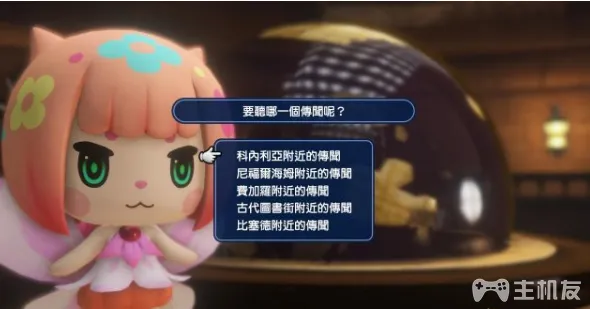 要聽哪一個傳聞呢？
科內利亞附近的傳聞
尼福爾海姆附近的傳聞
費加羅附近的傳聞
古代圖書街附近的傳聞
比塞德附近的傳聞
主机友